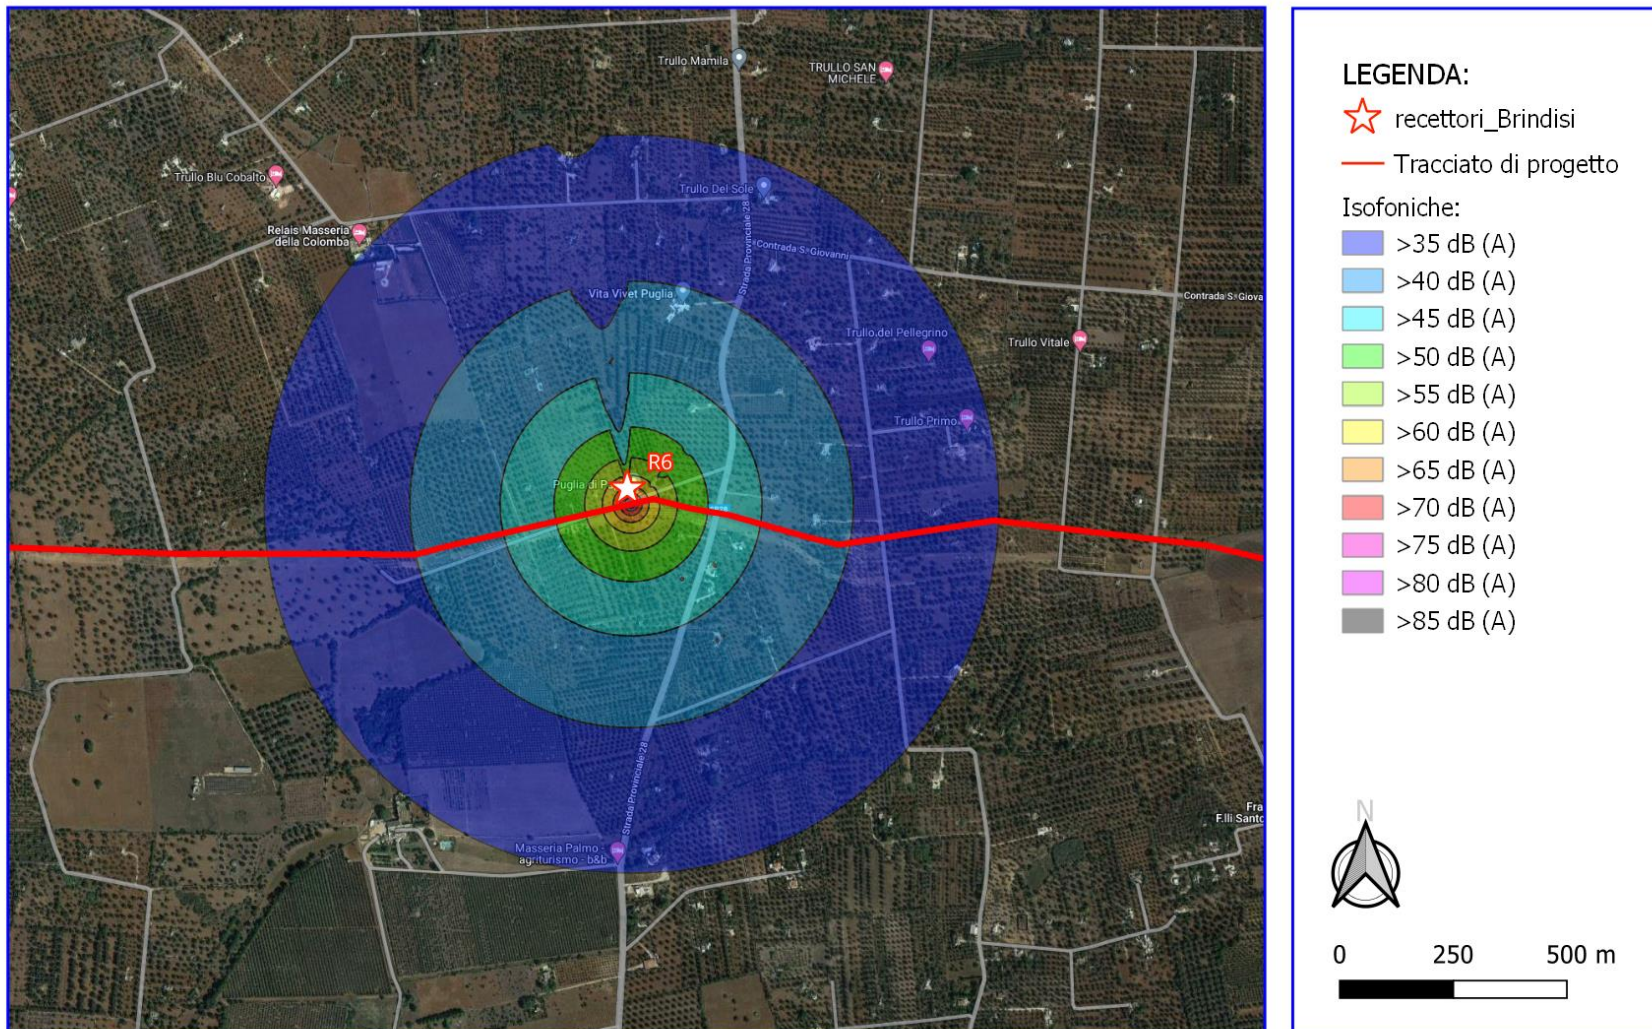 Trullo Mamila
TRULLO SAN
MICHELE
Trullo Blu Cobalto
Trullo Del Sole
Relais Masseria
della Colomba
Strada Provinciale 28
Contrada S. Giovanni
Vita Vivet Puglia
Contrada S. Giova
Trullo del Pellegrino
Trullo Vitale
Trullo Primo
R6
Puglia di P
Strada Provinciale 28
Masseria Palmo -
agriturismo - b&b
Fra
F.lli Santo
LEGENDA:
recettori_Brindisi
Tracciato di progetto
Isofoniche:
>35 dB (A)
>40 dB (A)
>45 dB (A)
>50 dB (A)
>55 dB (A)
>60 dB (A)
>65 dB (A)
>70 dB (A)
>75 dB (A)
>80 dB (A)
>85 dB (A)
N
0 250 500 m